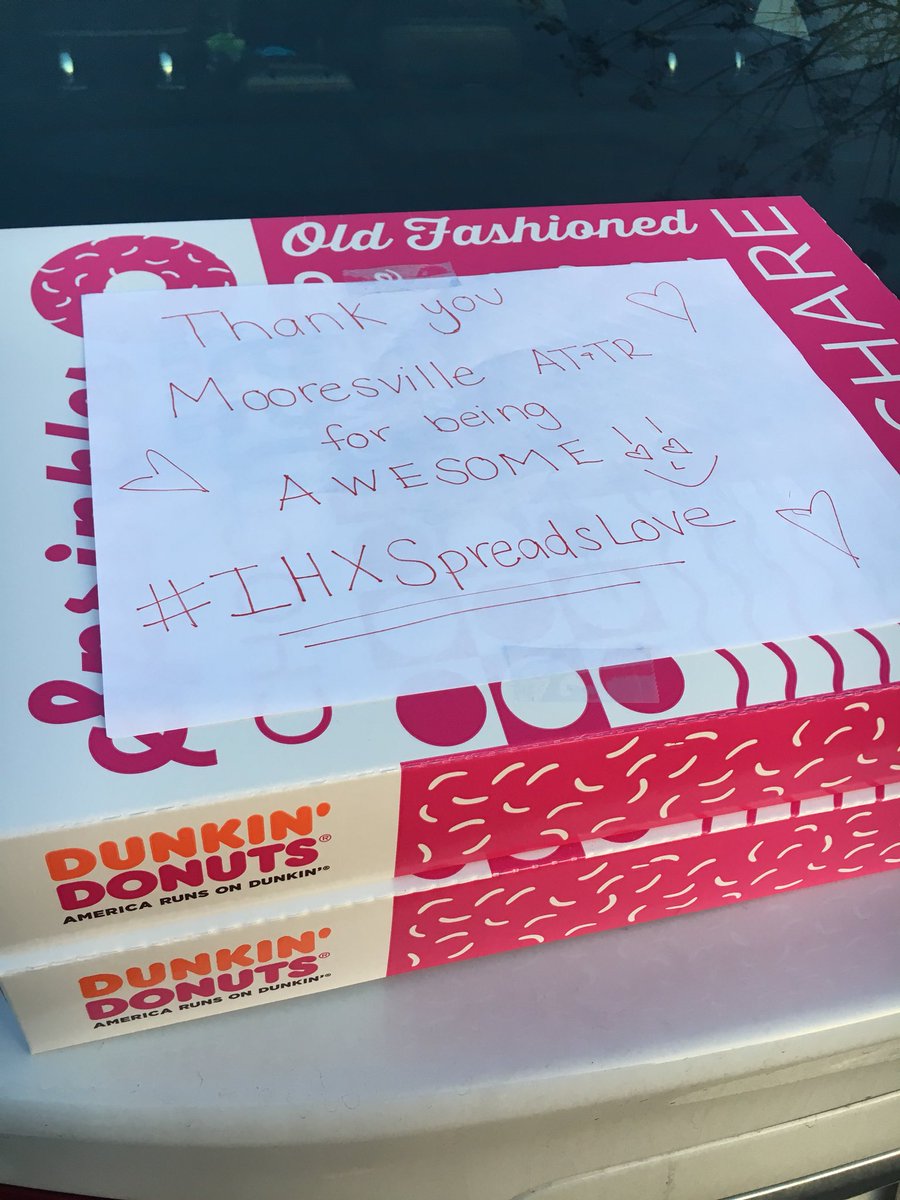 Old Fashioned
SHARE
Thank you
Mooresville AT+TR
for being
AWESOME!!
#IHXSpreadsLove
&
DUNKIN'
DONUTS®
AMERICA RUNS ON DUNKIN'®
DUNKIN'
DONUTS®
AMERICA RUNS ON DUNKIN'®